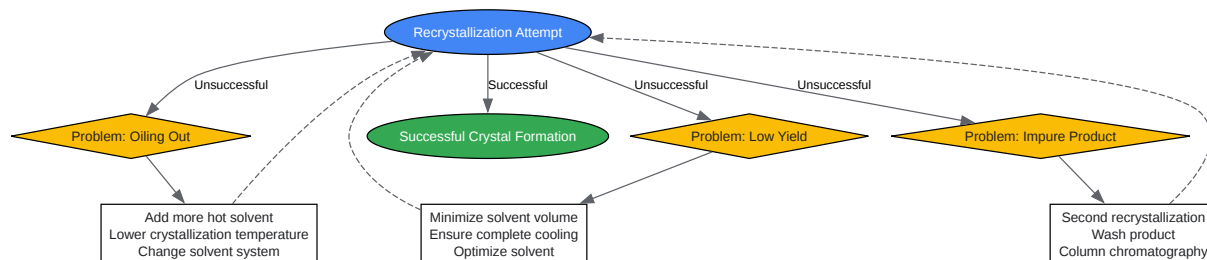 Recrystallization Attempt
Unsuccessful
Successful
Unsuccessful
Unsuccessful
Problem: Oiling Out
Successful Crystal Formation
Problem: Low Yield
Problem: Impure Product
Add more hot solvent
Lower crystallization temperature
Change solvent system
Minimize solvent volume
Ensure complete cooling
Optimize solvent
Second recrystallization
Wash product
Column chromatography